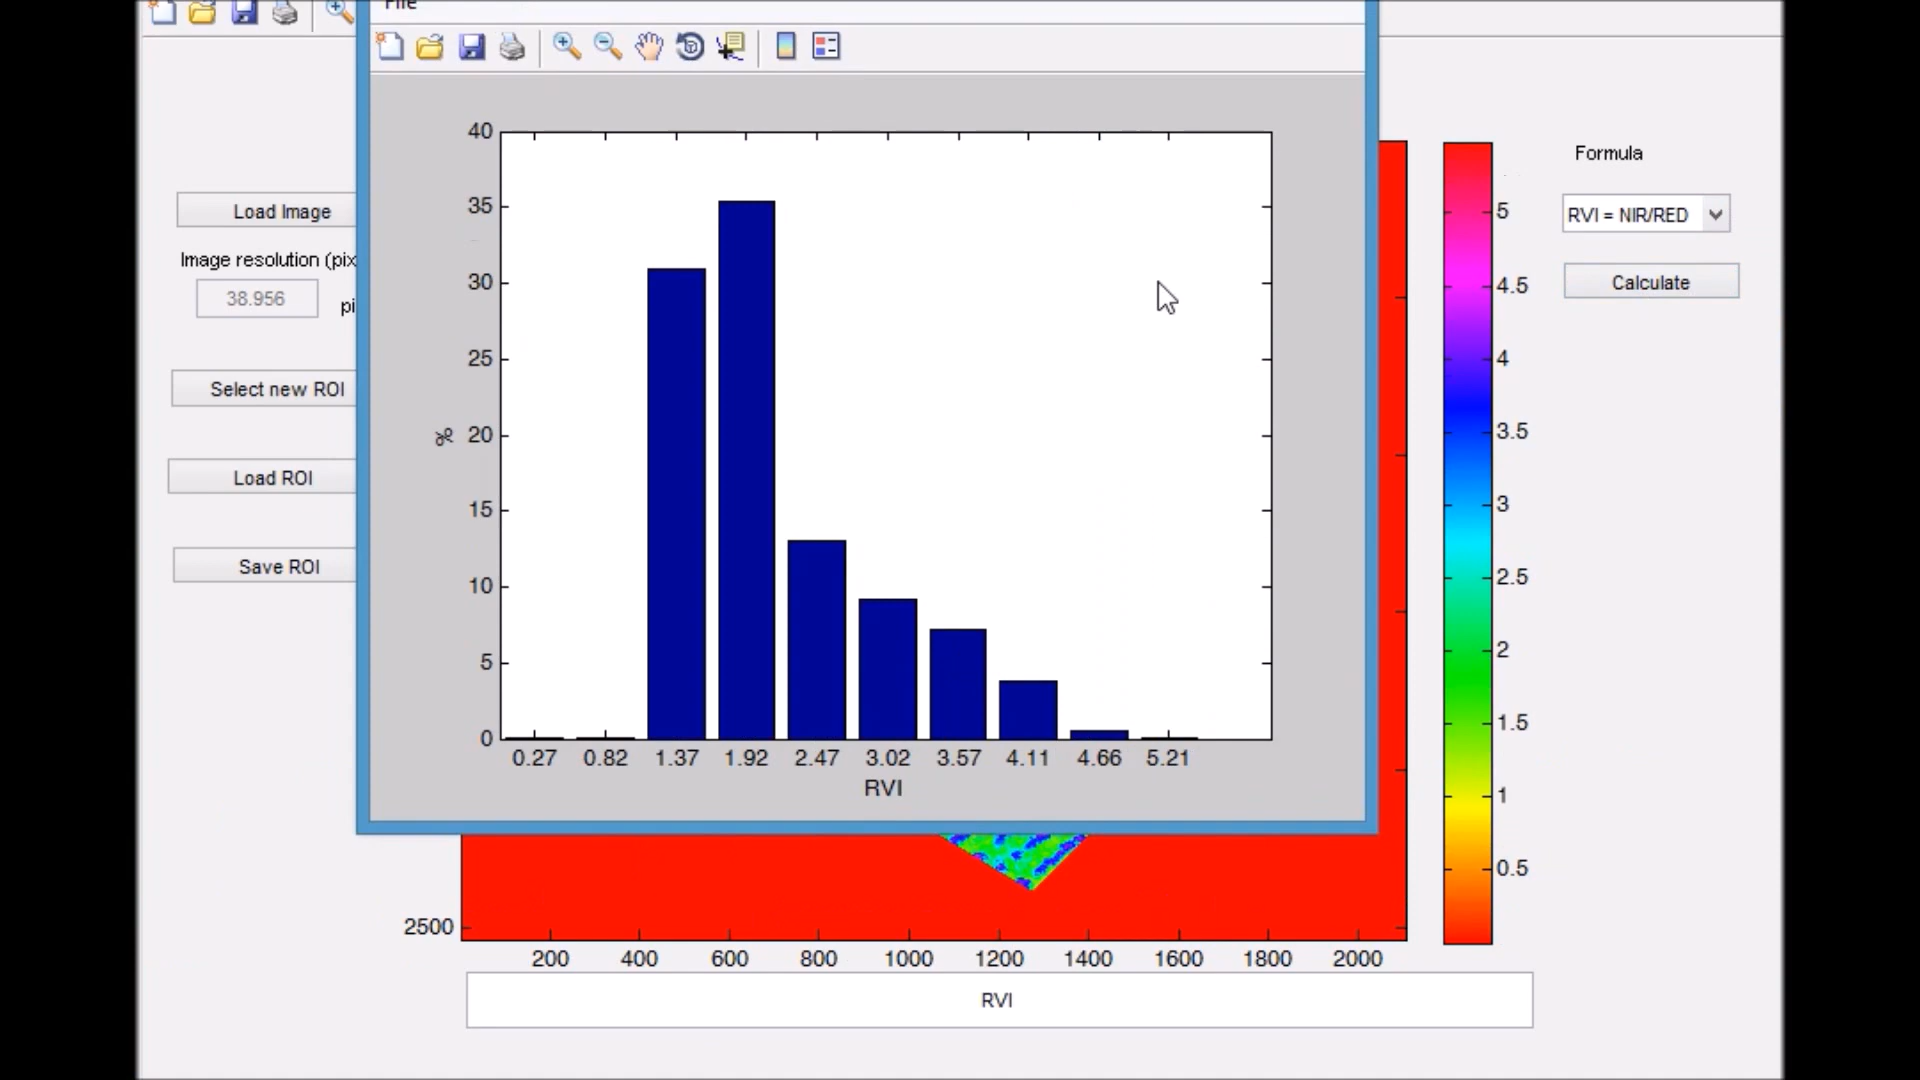 File
40
35
30
25
% 20
15
10
5
0
0.27 0.82 1.37 1.92 2.47 3.02 3.57 4.11 4.66 5.21
RVI
Load Image
Image resolution (pix
38.956 pi
Select new ROI
Load ROI
Save ROI
Formula
RVI = NIR/RED
Calculate
5
4.5
4
3.5
3
2.5
2
1.5
1
0.5
2500
200 400 600 800 1000 1200 1400 1600 1800 2000
RVI